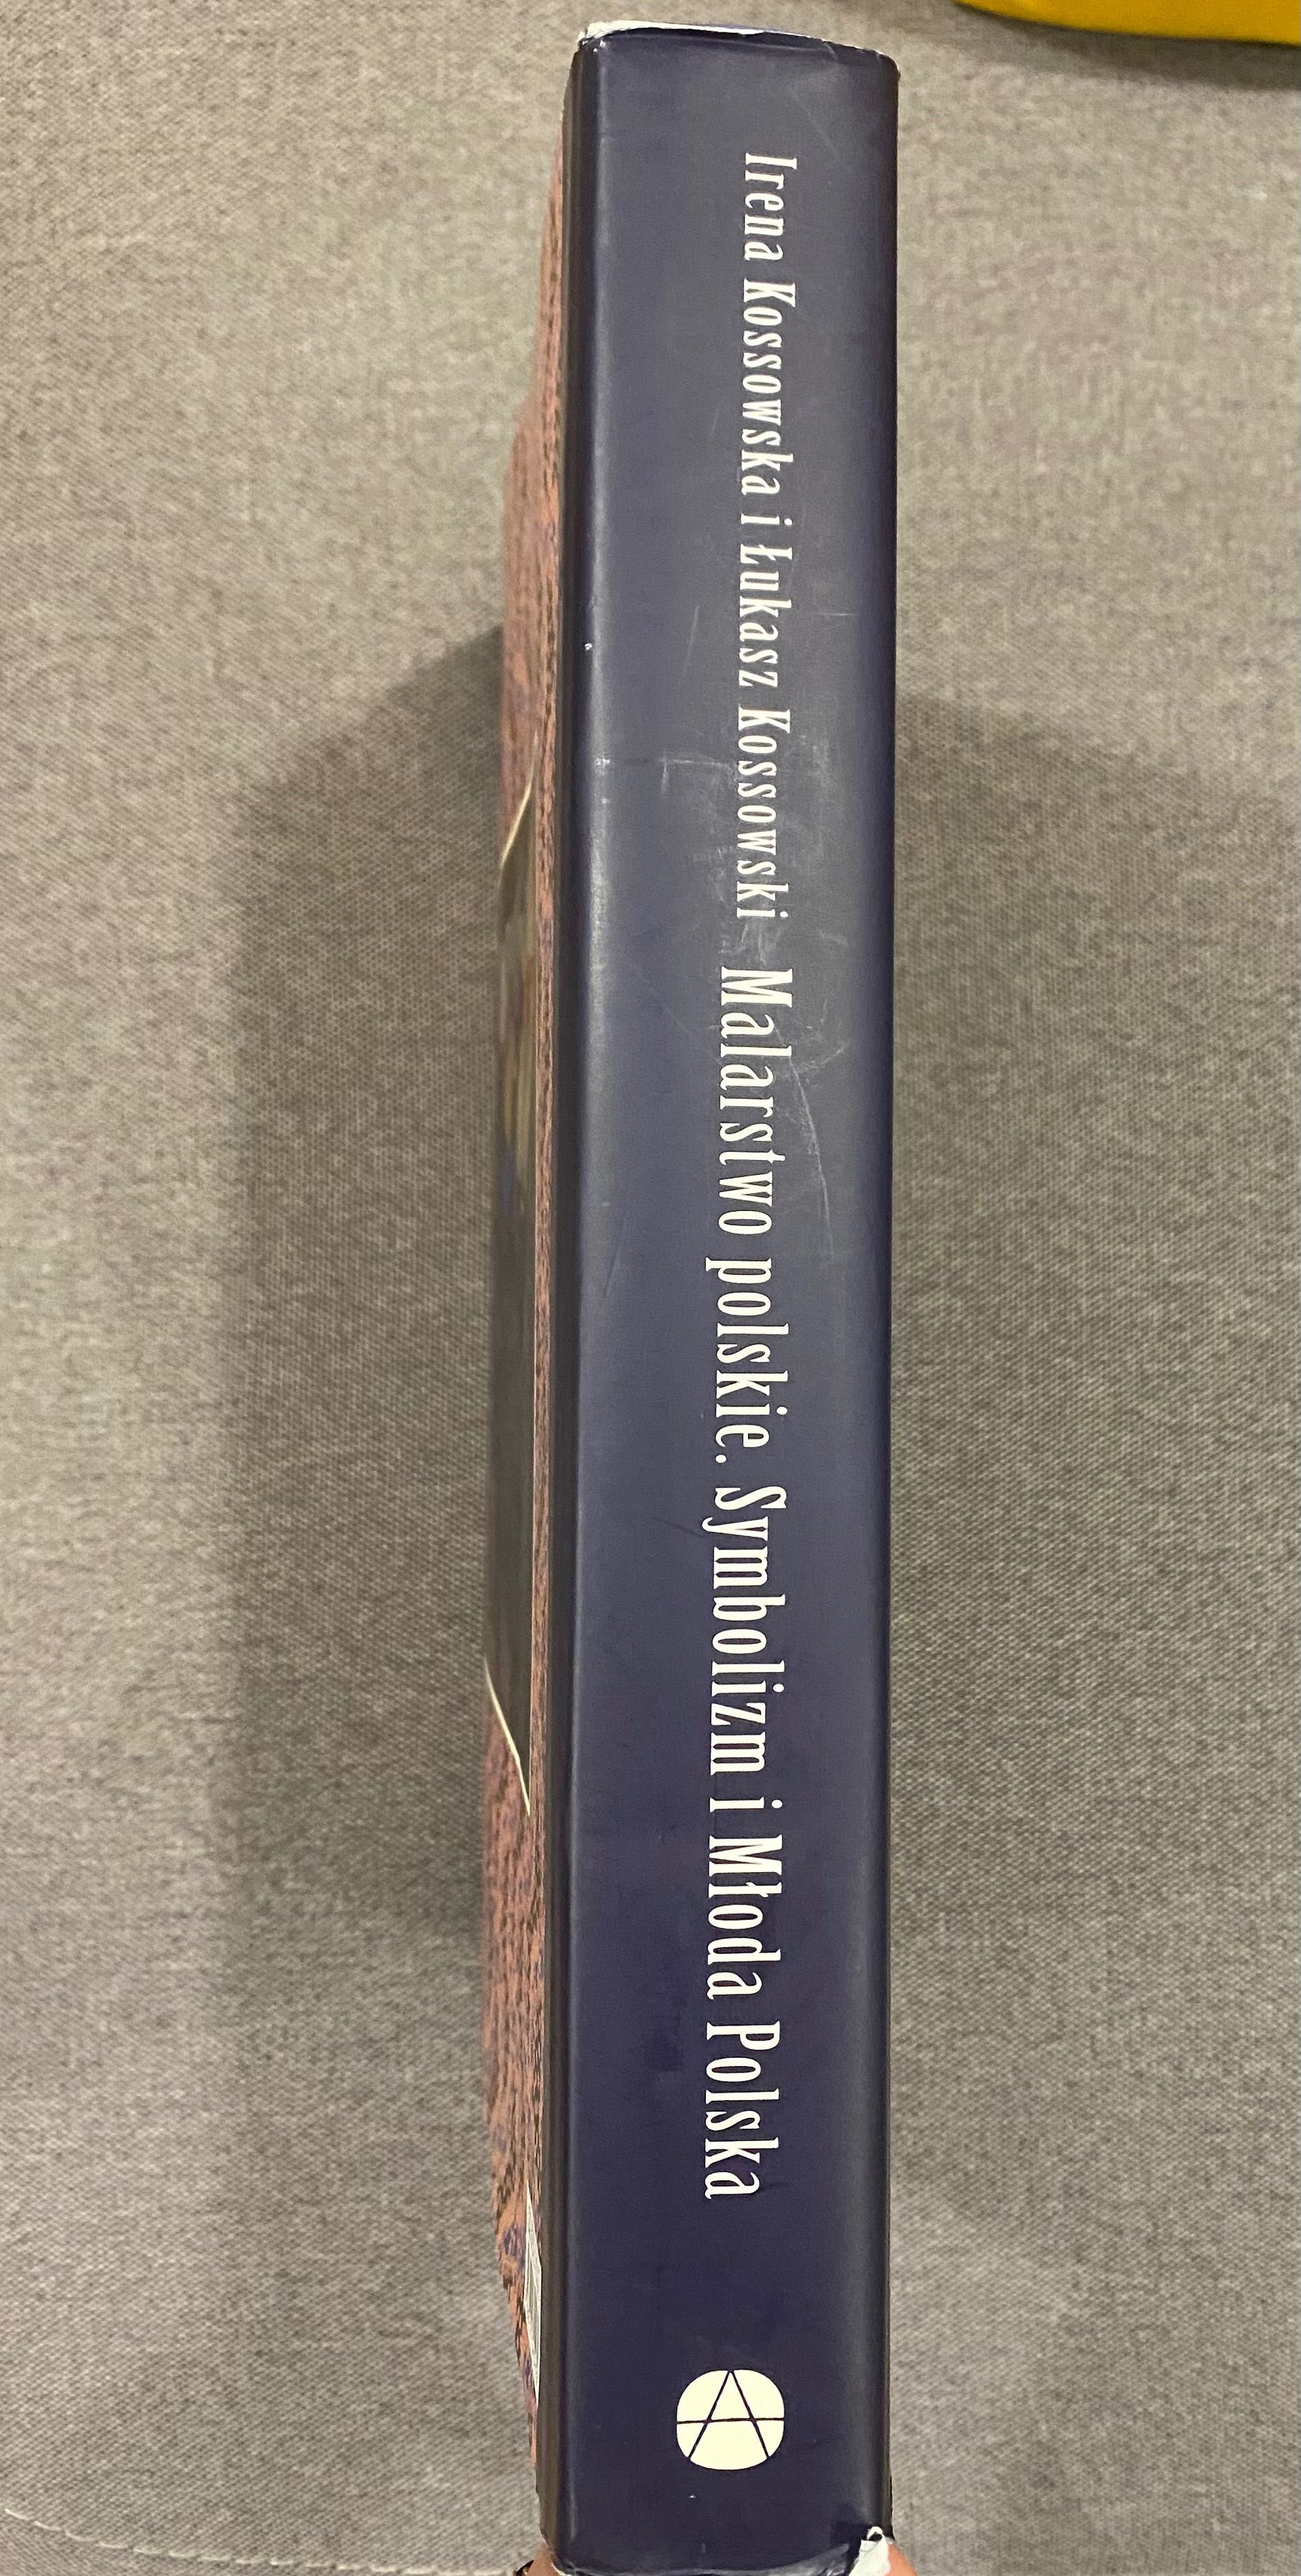 Irena Kossowska i Łukasz Kossowski Malarstwo polskie. Symbolizm i Młoda Polska